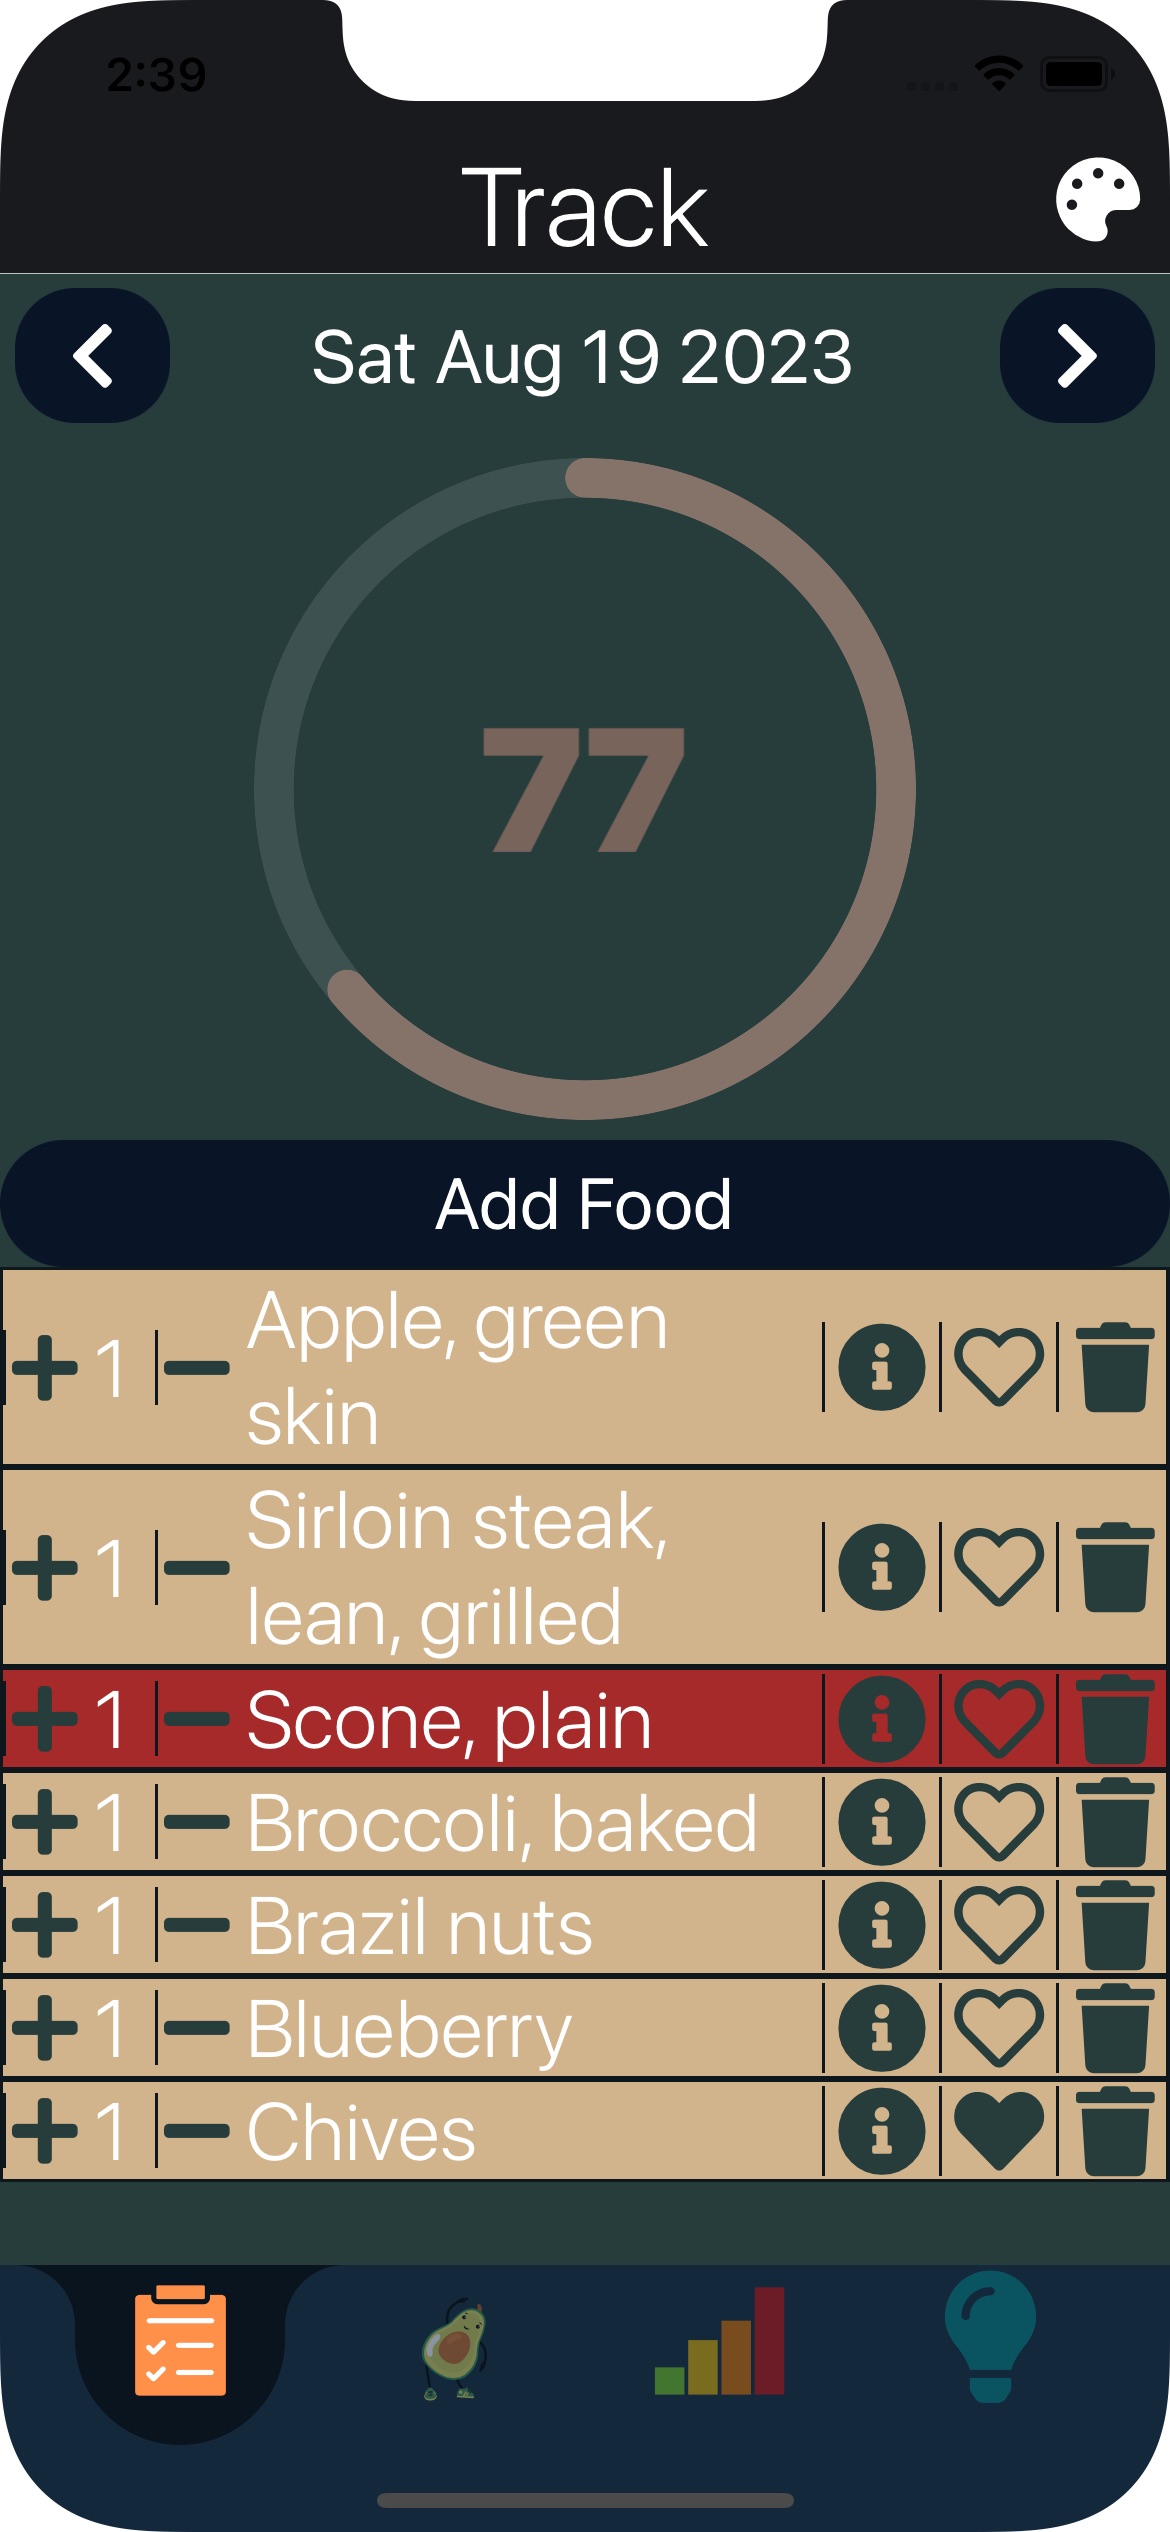 2:39
Track
Sat Aug 19 2023
77
Add Food
1 Apple, green
skin
1 Sirloin steak,
lean, grilled
1 Scone, plain
1 Broccoli, baked
1 Brazil nuts
1 Blueberry
1 Chives